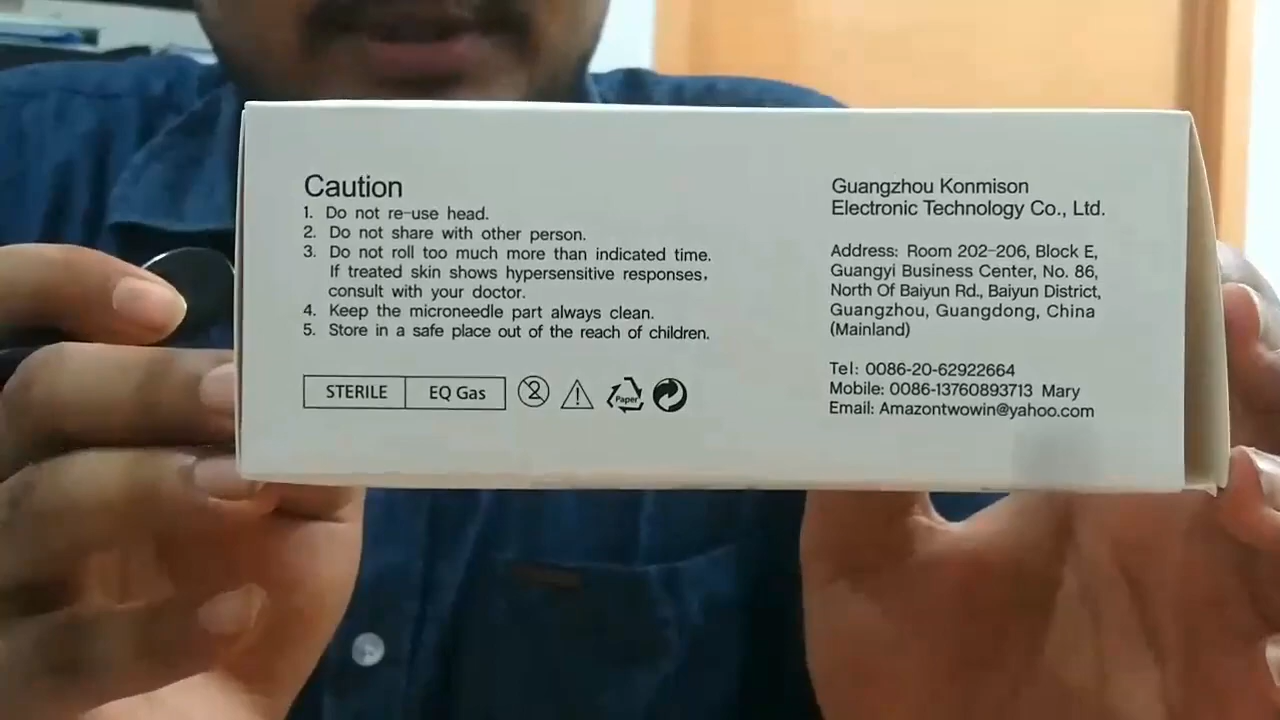 Caution
1. Do not re-use head.
2. Do not share with other person.
3. Do not roll too much more than indicated time.
If treated skin shows hypersensitive responses,
consult with your doctor.
4. Keep the microneedle part always clean.
5. Store in a safe place out of the reach of children.
STERILE EQ Gas
2
Paper
Guangzhou Konmison
Electronic Technology Co., Ltd.
Address: Room 202-206, Block E,
Guangyi Business Center, No. 86,
North Of Baiyun Rd., Baiyun District,
Guangzhou, Guangdong, China
(Mainland)
Tel: 0086-20-62922664
Mobile: 0086-13760893713 Mary
Email: Amazontwowin@yahoo.com